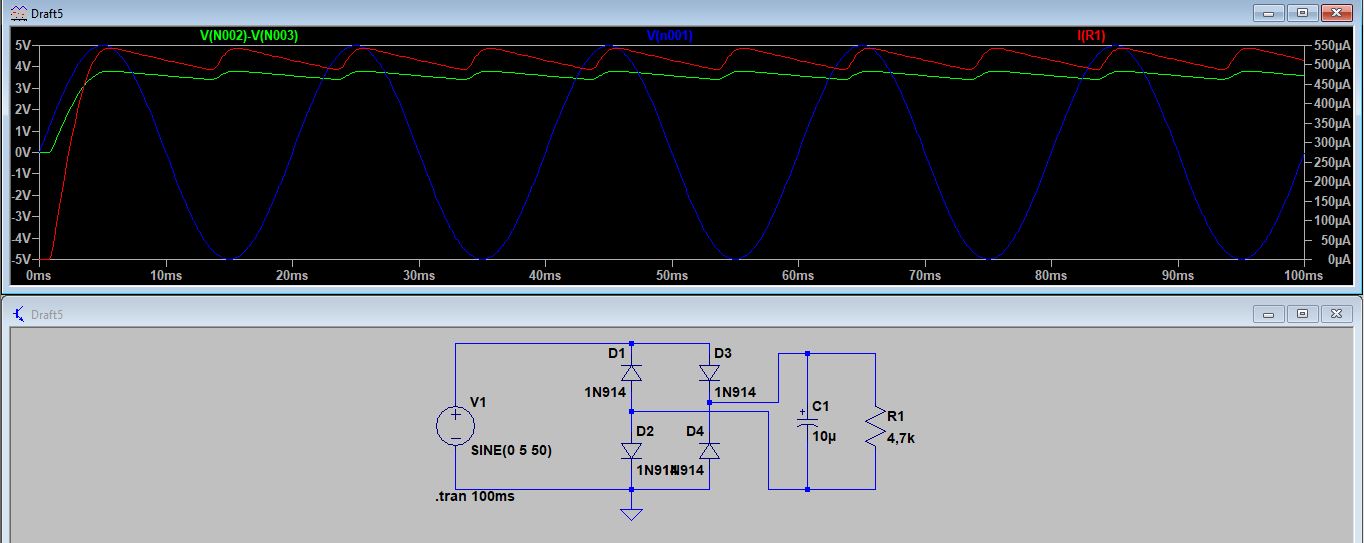 Draft5
V(N002)-V(N003) V(n001) I(R1)
5V 550µA
4V 500µA
3V 450µA
2V 400µA
1V 350µA
0V 300µA
-1V 250µA
-2V 200µA
-3V 150µA
-4V 100µA
-5V 50µA
0µA
0ms 10ms 20ms 30ms 40ms 50ms 60ms 70ms 80ms 90ms 100ms
Draft5
D1 D3
1N914 1N914
V1 C1
R1
D2 D4
10µ 4,7k
SINE(0 5 50)
1N914 1N914
.tran 100ms